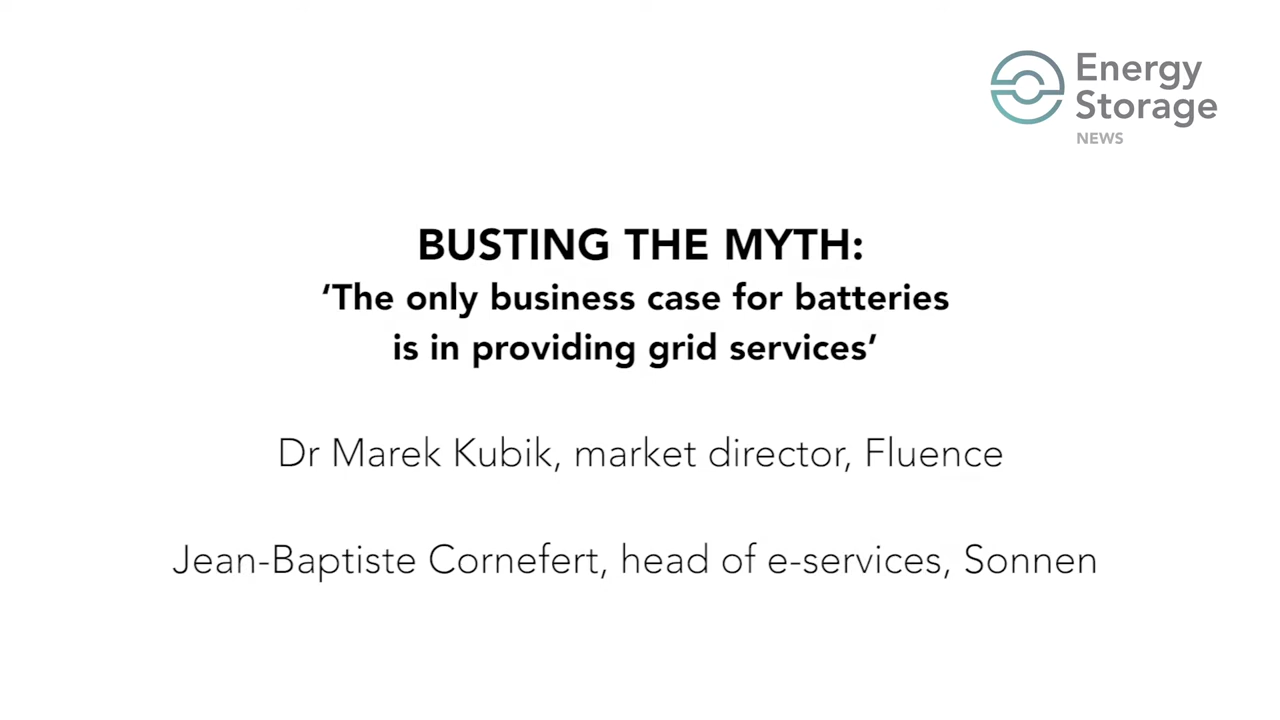 Energy
Storage
NEWS
BUSTING THE MYTH:
‘The only business case for batteries
is in providing grid services’
Dr Marek Kubik, market director, Fluence
Jean-Baptiste Cornefert, head of e-services, Sonnen